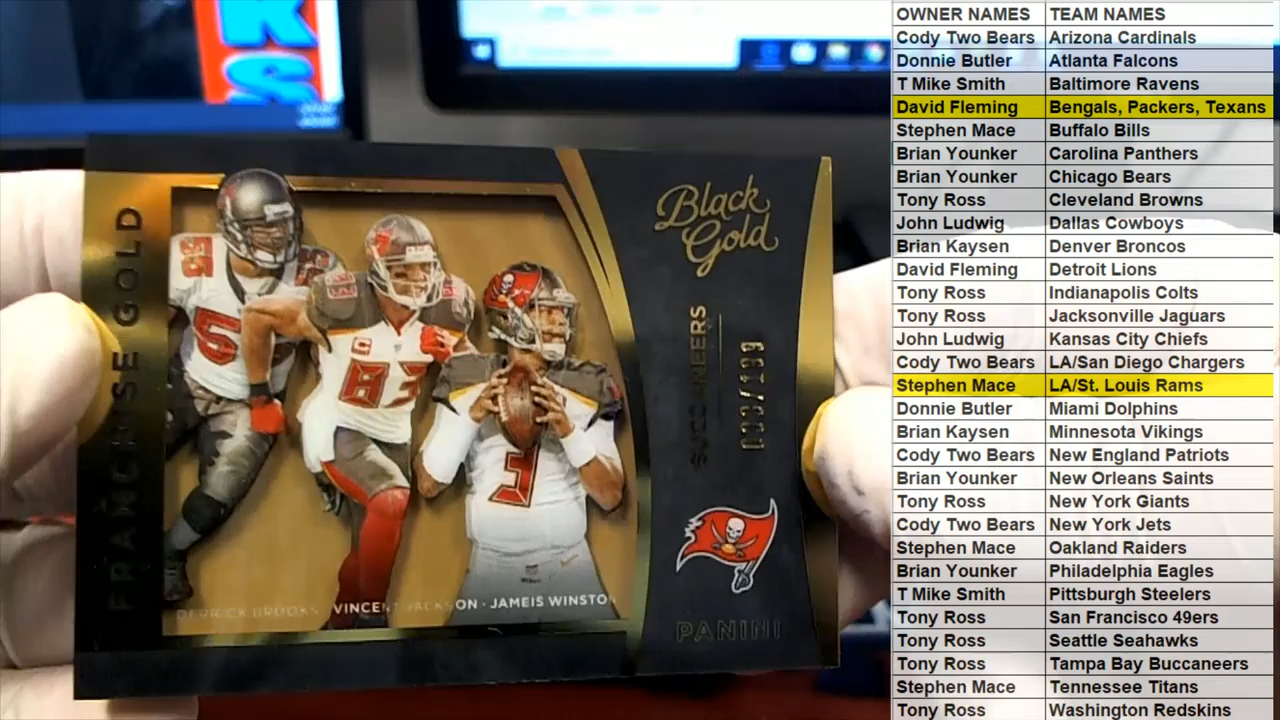 KS
FRANCHISE GOLD
55
83
3
C
DERRICK BROOKS · VINCENT JACKSON · JAMEIS WINSTON
Black
Gold
BUCCANEERS
PANINI
OWNER NAMES TEAM NAMES
Cody Two Bears Arizona Cardinals
Donnie Butler Atlanta Falcons
T Mike Smith Baltimore Ravens
David Fleming Bengals, Packers, Texans
Stephen Mace Buffalo Bills
Brian Younker Carolina Panthers
Brian Younker Chicago Bears
Tony Ross Cleveland Browns
John Ludwig Dallas Cowboys
Brian Kaysen Denver Broncos
David Fleming Detroit Lions
Tony Ross Indianapolis Colts
Tony Ross Jacksonville Jaguars
John Ludwig Kansas City Chiefs
Cody Two Bears LA/San Diego Chargers
Stephen Mace LA/St. Louis Rams
Donnie Butler Miami Dolphins
Brian Kaysen Minnesota Vikings
Cody Two Bears New England Patriots
Brian Younker New Orleans Saints
Tony Ross New York Giants
Cody Two Bears New York Jets
Stephen Mace Oakland Raiders
Brian Younker Philadelphia Eagles
T Mike Smith Pittsburgh Steelers
Tony Ross San Francisco 49ers
Tony Ross Seattle Seahawks
Tony Ross Tampa Bay Buccaneers
Stephen Mace Tennessee Titans
Tony Ross Washington Redskins